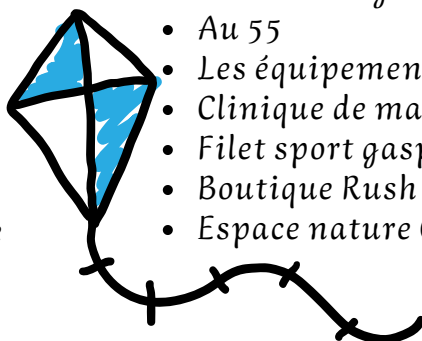 • Au 55
• Les équipemen
• Clinique de ma
• Filet sport gasp
• Boutique Rush
• Espace nature